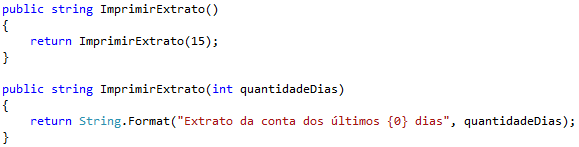 public string ImprimirExtrato()
{
    return ImprimirExtrato(15);
}
public string ImprimirExtrato(int quantidadeDias)
{
    return String.Format("Extrato da conta dos últimos {0} dias", quantidadeDias);
}